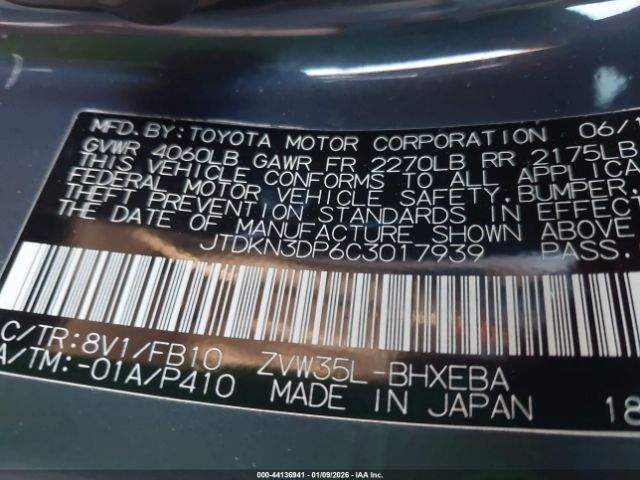 MFD. BY: TOYOTA MOTOR CORPORATION 06/1
GVWR 4060LB GAWR FR 2270LB RR 2175LB
THIS VEHICLE CONFORMS TO ALL APPLICA
FEDERAL MOTOR VEHICLE SAFETY, BUMPER,
THEFT PREVENTION STANDARDS IN EFFECT
THE DATE OF MANUFACTURE SHOWN ABOVE
JTDKN3DP6C3017939 PASS.
C/TR:8V1/FB10 ZVW35L-BHXEBA
A/TM:-01A/P410 MADE IN JAPAN 18
000-44136941 | 01/09/2026 - IAA Inc.